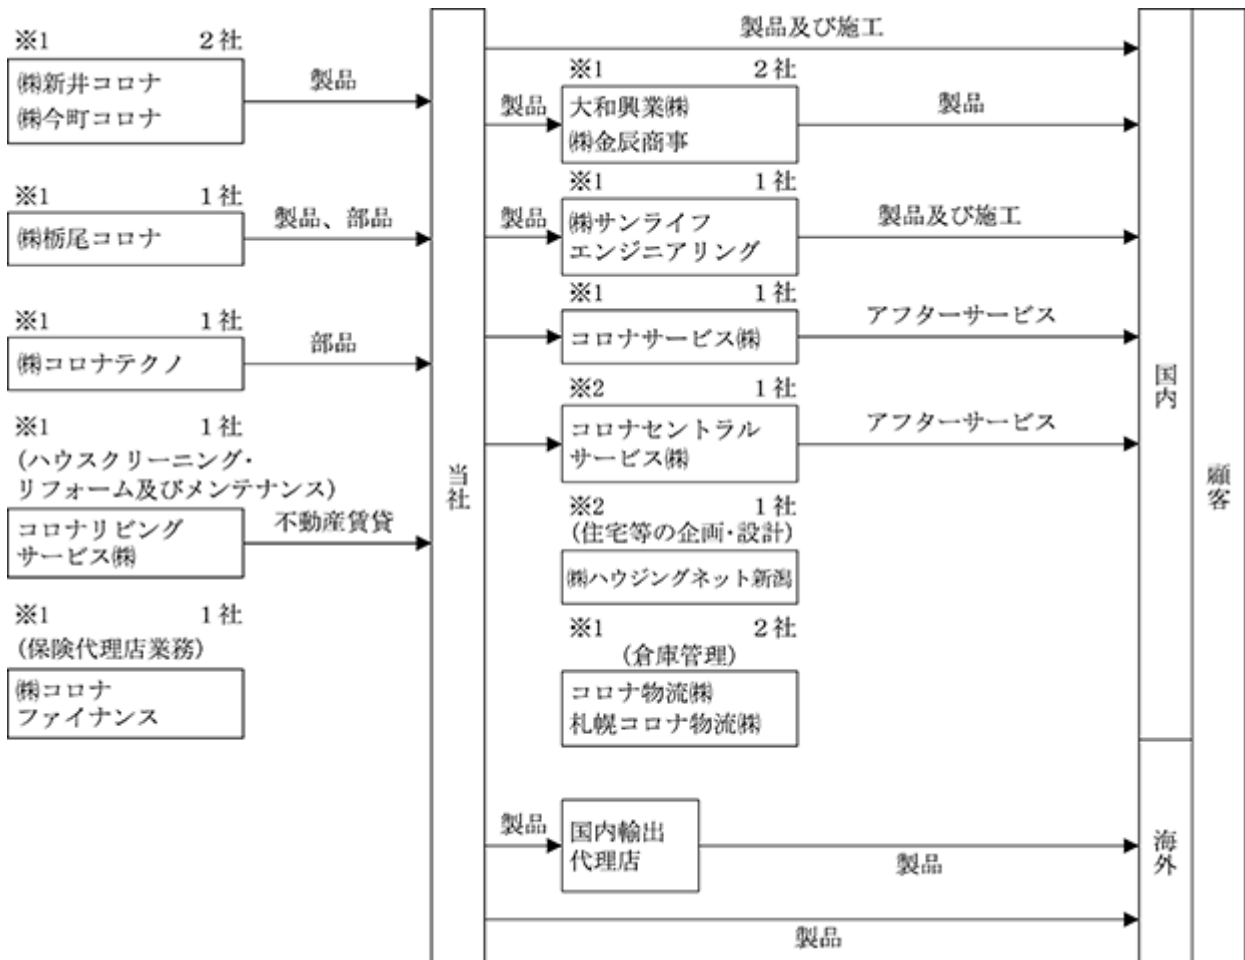 ※1 2社
㈱新井コロナ
㈱今町コロナ
製品
※1 1社
㈱栃尾コロナ
製品、部品
※1 1社
㈱コロナテクノ
部品
※1 1社
(ハウスクリーニング・
リフォーム及びメンテナンス)
コロナリビング
サービス㈱
不動産賃貸
※1 1社
(保険代理店業務)
㈱コロナ
ファイナンス
当社
製品及び施工
※1 2社
製品
大和興業㈱
㈱金辰商事
製品
※1 1社
製品
㈱サンライフ
エンジニアリング
製品及び施工
※1 1社
コロナサービス㈱
アフターサービス
※2 1社
コロナセントラル
サービス㈱
アフターサービス
※2 1社
(住宅等の企画・設計)
㈱ハウジングネット新潟
※1 2社
(倉庫管理)
コロナ物流㈱
札幌コロナ物流㈱
製品
国内輸出
代理店
製品
製品
国内
海外
顧客